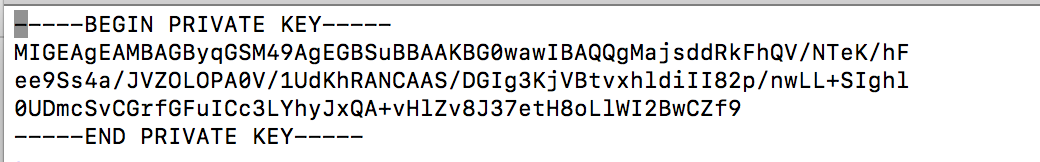 -----BEGIN PRIVATE KEY-----
MIGEAgEAMBAGByqGSM49AgEGBSuBBAAKBG0wawIBAQQgMajsddRkFhQV/NTeK/hF
ee9Ss4a/JVZOLOPA0V/1UdKhRANCAAS/DGIg3KjVBtvxhldiII82p/nwLL+SIghl
0UDmcSvCGrfGFuICc3LYhyJxQA+vHlZv8J37etH8oLlWI2BwCZf9
-----END PRIVATE KEY-----